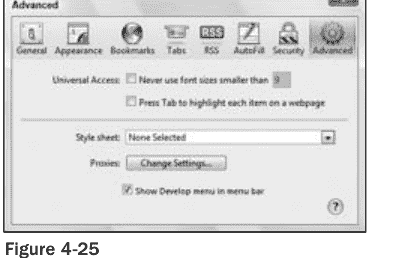 Advanced
RSS
General Appearance Bookmarks Tabs RSS AutoFill Security Advanced
Universal Access: Never use font sizes smaller than 9
Press Tab to highlight each item on a webpage
Style sheet: None Selected
Proxies: Change Settings...
Show Develop menu in menu bar
?
Figure 4-25